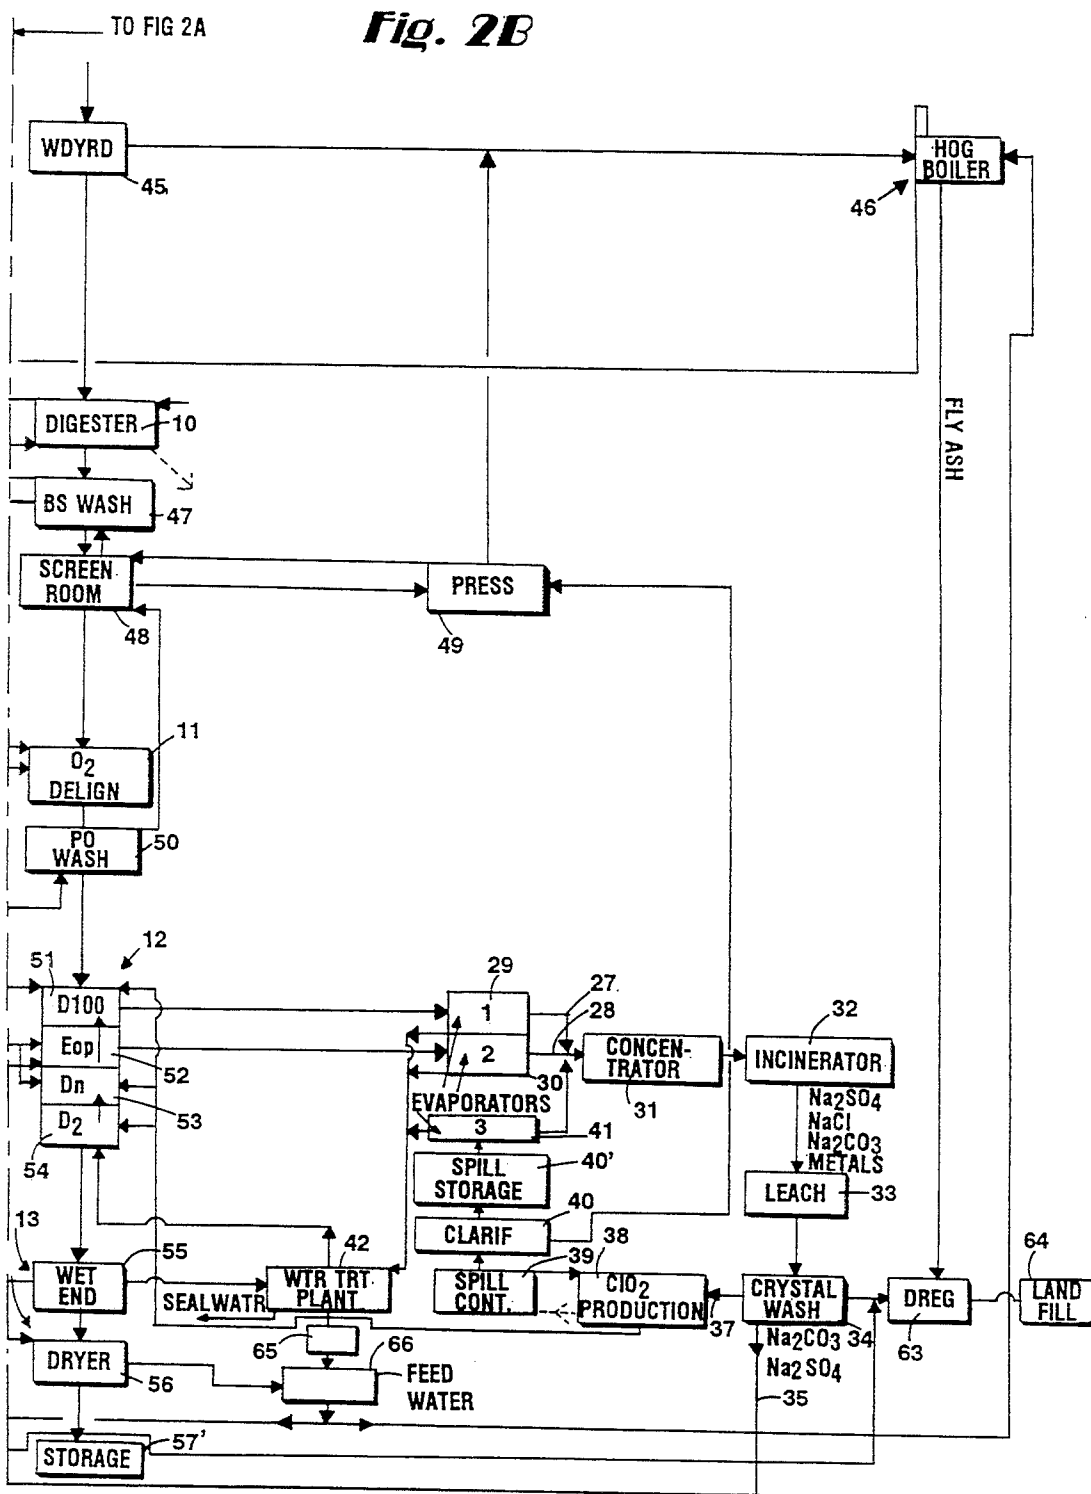 TO FIG 2A
Fig. 2B
WDYRD
45
HOG
BOILER
46
FLY ASH
DIGESTER
10
BS WASH
47
SCREEN
ROOM
48
PRESS
49
11
O2
DELIGN
PO
WASH
50
12
51
D100
Eop
52
Dn
53
D2
54
29
1
27
28
2
30
EVAPORATORS
3
41
CONCEN-
TRATOR
31
32
INCINERATOR
Na2SO4
NaCl
Na2CO3
METALS
SPILL
STORAGE
40'
LEACH
33
CLARIF
40
13
55
WET
END
42
WTR TRT
PLANT
SEALWATR
39
SPILL
CONT.
38
ClO2
PRODUCTION
37
CRYSTAL
WASH
34
Na2CO3
Na2SO4
35
DREG
63
64
LAND
FILL
65
66
DRYER
56
FEED
WATER
STORAGE
57'